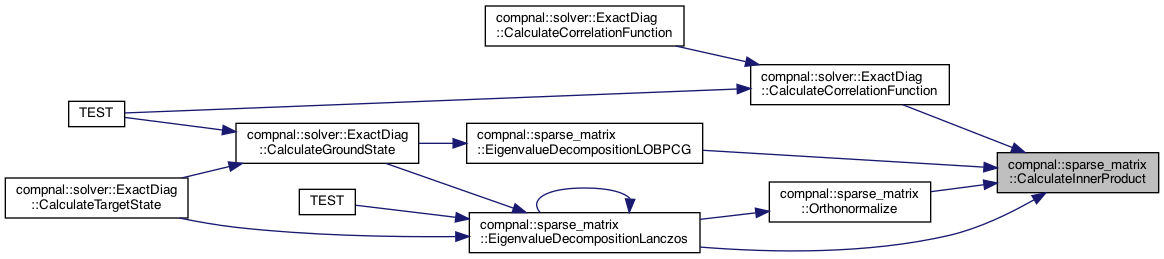 compnal::solver::ExactDiag
::CalculateCorrelationFunction
compnal::solver::ExactDiag
::CalculateCorrelationFunction
TEST
compnal::solver::ExactDiag
::CalculateGroundState
compnal::sparse_matrix
::EigenvalueDecompositionLOBPCG
compnal::sparse_matrix
::CalculateInnerProduct
compnal::solver::ExactDiag
::CalculateTargetState
TEST
compnal::sparse_matrix
::Orthonormalize
compnal::sparse_matrix
::EigenvalueDecompositionLanczos